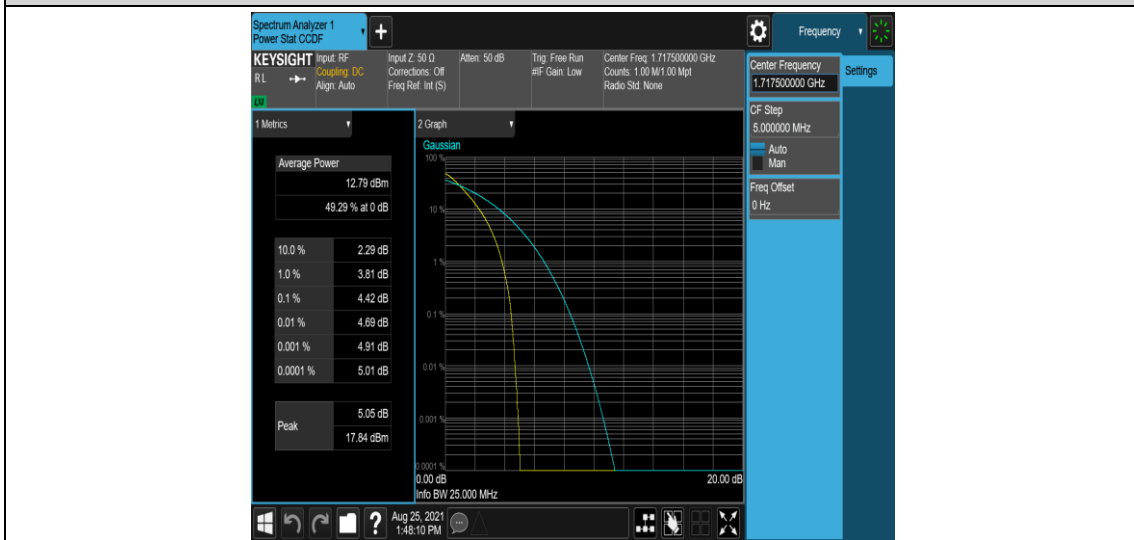 Spectrum Analyzer 1
Power Stat CCDF
Frequency
KEYSIGHT
RL
Input: RF
Coupling: DC
Align: Auto
Input Z: 50 Ω
Corrections: Off
Freq Ref: Int (S)
Atten: 50 dB
Trig: Free Run
#IF Gain: Low
Center Freq: 1.717500000 GHz
Counts: 1.00 M/1.00 Mpt
Radio Std: None
Center Frequency
1.717500000 GHz
Settings
CF Step
5.000000 MHz
Auto
Man
Freq Offset
0 Hz
1 Metrics
Average Power
12.79 dBm
49.29 % at 0 dB
10.0 % 2.29 dB
1.0 % 3.81 dB
0.1 % 4.42 dB
0.01 % 4.69 dB
0.001 % 4.91 dB
0.0001 % 5.01 dB
Peak
5.05 dB
17.84 dBm
2 Graph
Gaussian
100 %
10 %
1 %
0.1 %
0.01 %
0.001 %
0.0001 %
0.00 dB
20.00 dB
Info BW 25.000 MHz
?
Aug 25, 2021
1:48:10 PM